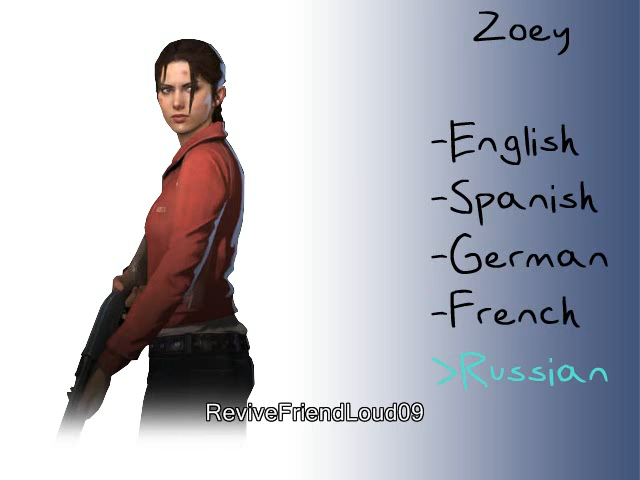 Zoey
-English
-Spanish
-German
-French
>Russian
ReviveFriendLoud09